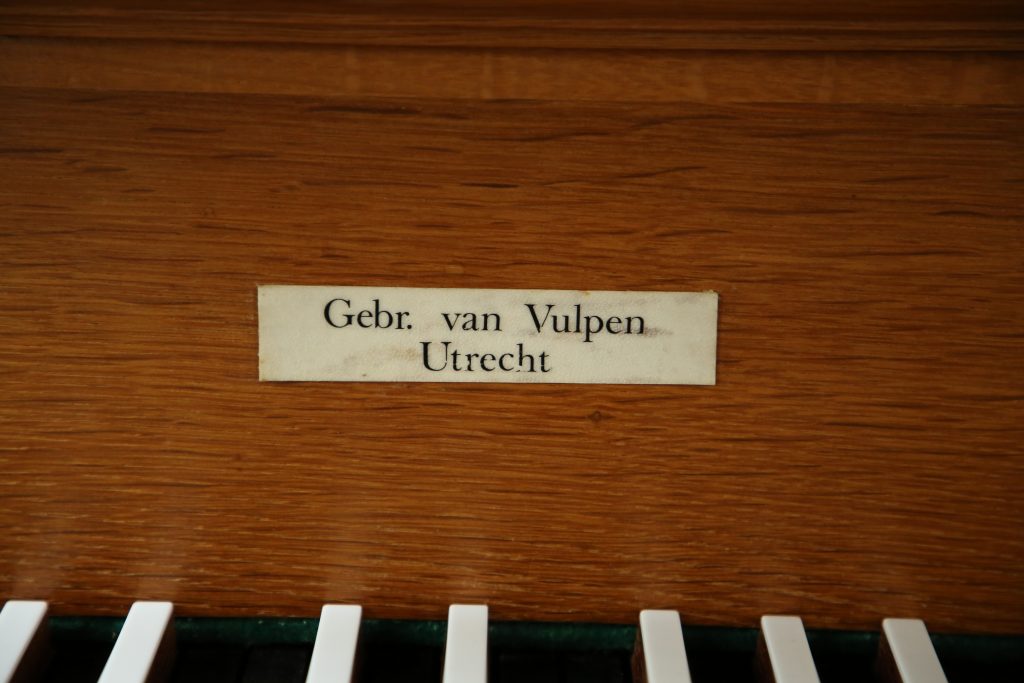 Gebr. van Vulpen
Utrecht